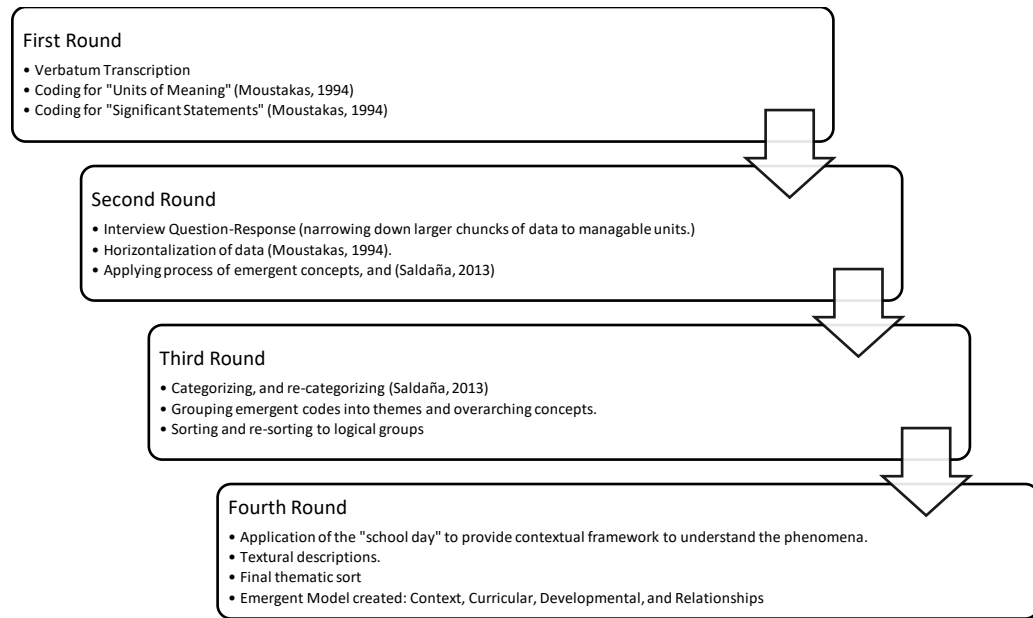 First Round
• Verbatum Transcription
• Coding for "Units of Meaning" (Moustakas, 1994)
• Coding for "Significant Statements" (Moustakas, 1994)
Second Round
• Interview Question-Response (narrowing down larger chuncks of data to managable units.)
• Horizontalization of data (Moustakas, 1994).
• Applying process of emergent concepts, and (Saldaña, 2013)
Third Round
• Categorizing, and re-categorizing (Saldaña, 2013)
• Grouping emergent codes into themes and overarching concepts.
• Sorting and re-sorting to logical groups
Fourth Round
• Application of the "school day" to provide contextual framework to understand the phenomena.
• Textural descriptions.
• Final thematic sort
• Emergent Model created: Context, Curricular, Developmental, and Relationships